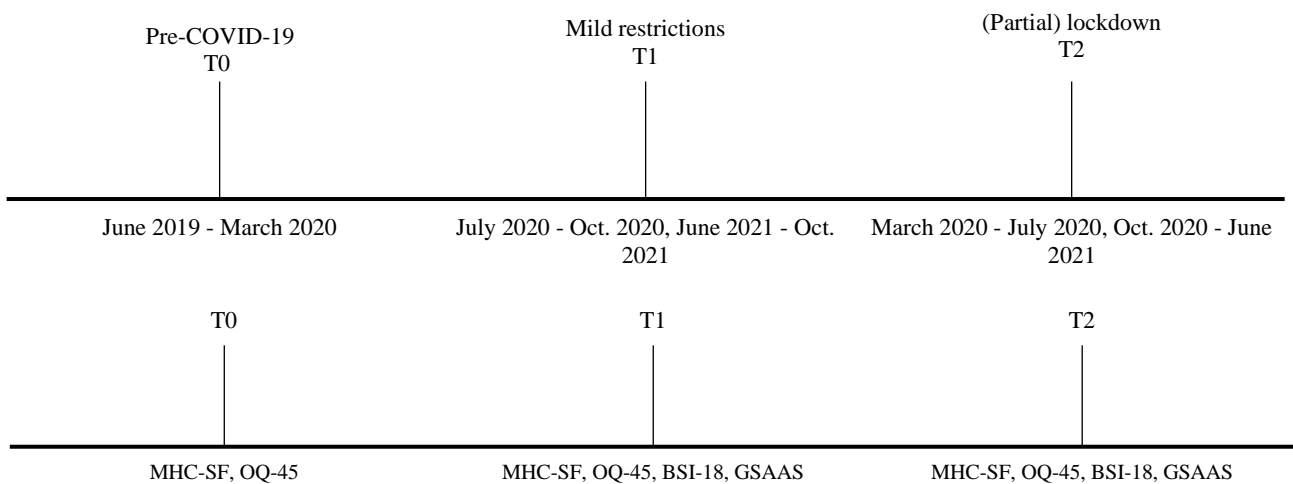 Pre-COVID-19
T0
Mild restrictions
T1
(Partial) lockdown
T2
June 2019 - March 2020
July 2020 - Oct. 2020, June 2021 - Oct.
2021
March 2020 - July 2020, Oct. 2020 - June
2021
T0
T1
T2
MHC-SF, OQ-45
MHC-SF, OQ-45, BSI-18, GSAAS
MHC-SF, OQ-45, BSI-18, GSAAS